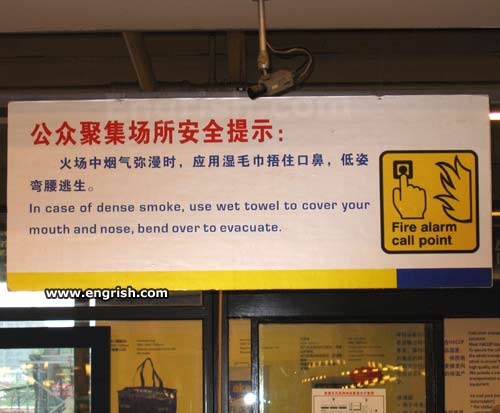 公众聚集场所安全提示：
火场中烟气弥漫时，应用湿毛巾捂住口鼻，低姿
弯腰逃生。
In case of dense smoke, use wet towel to cover your
mouth and nose, bend over to evacuate.
Fire alarm
call point
www.engrish.com